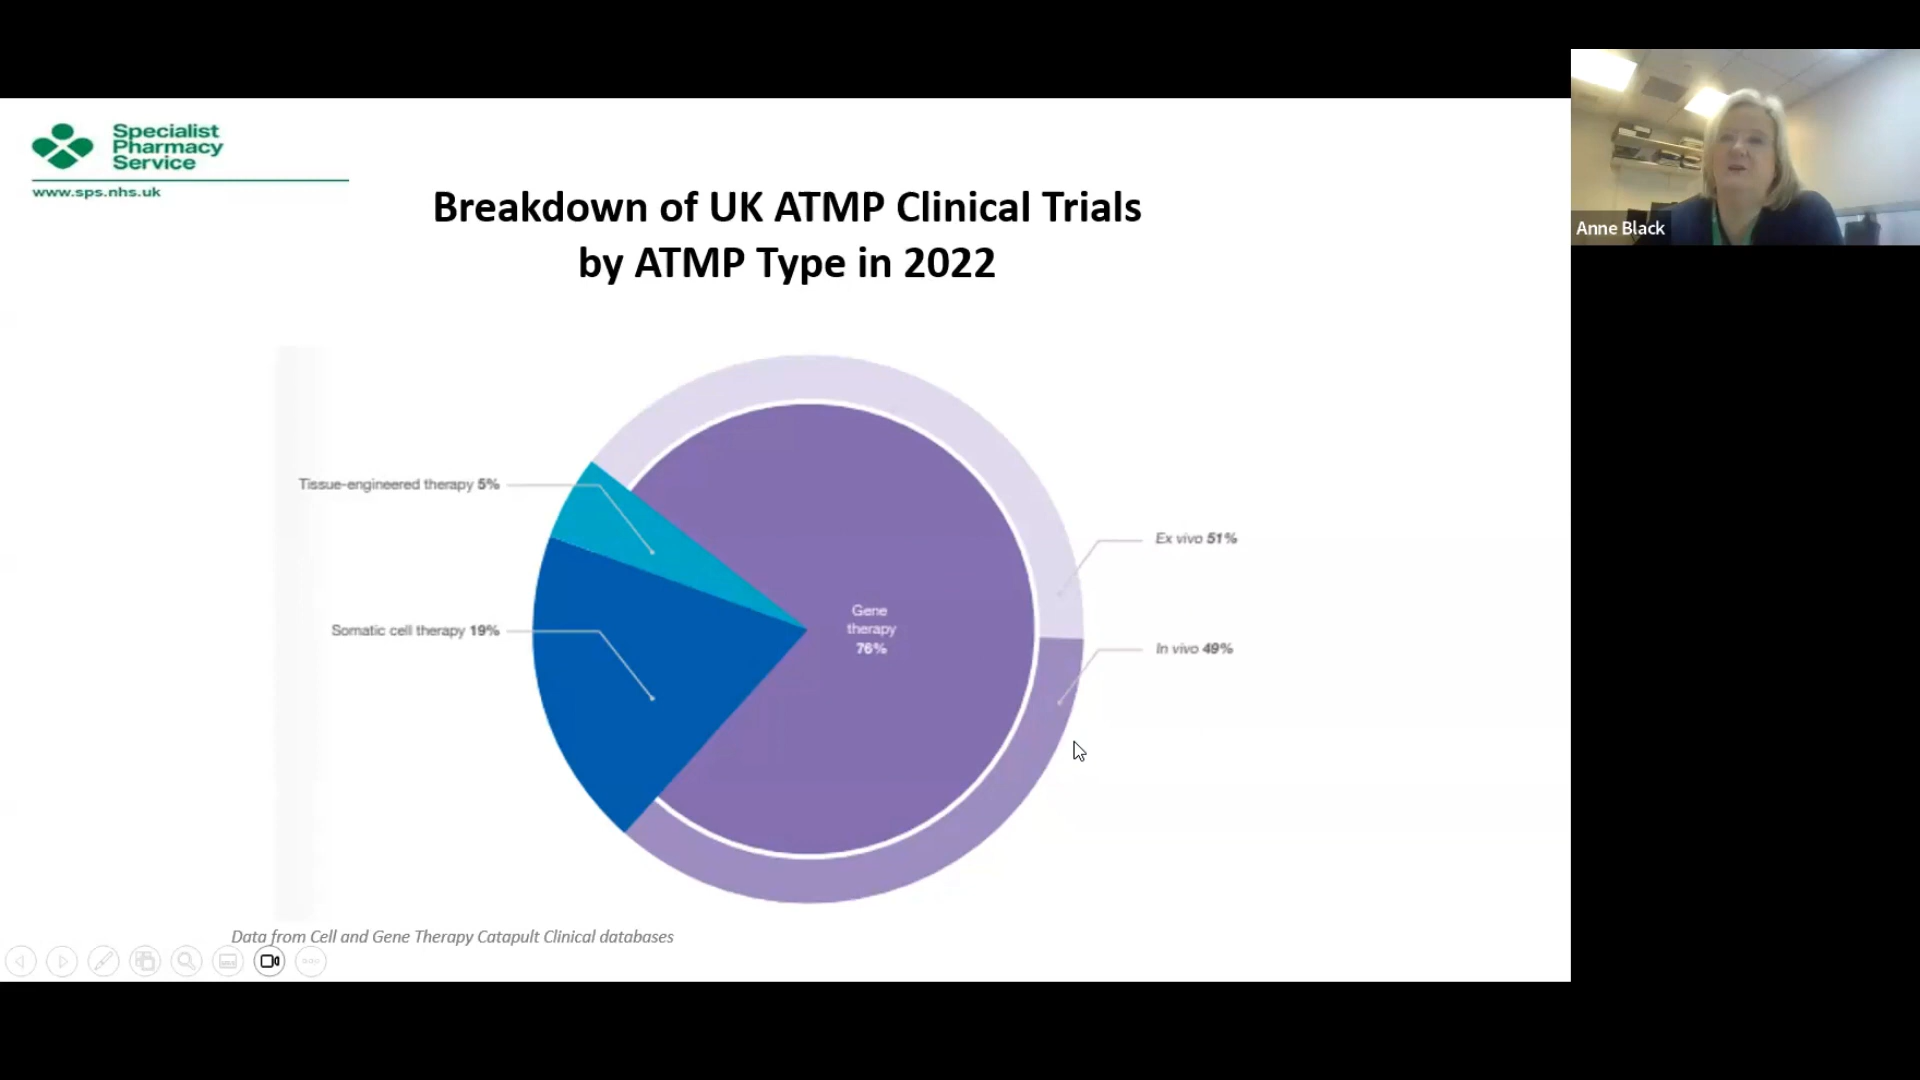 Specialist
Pharmacy
Service
www.sps.nhs.uk
Breakdown of UK ATMP Clinical Trials
by ATMP Type in 2022
Anne Black
Tissue-engineered therapy 5%
Ex vivo 51%
Somatic cell therapy 19%
Gene
therapy
76%
In vivo 49%
Data from Cell and Gene Therapy Catapult Clinical databases